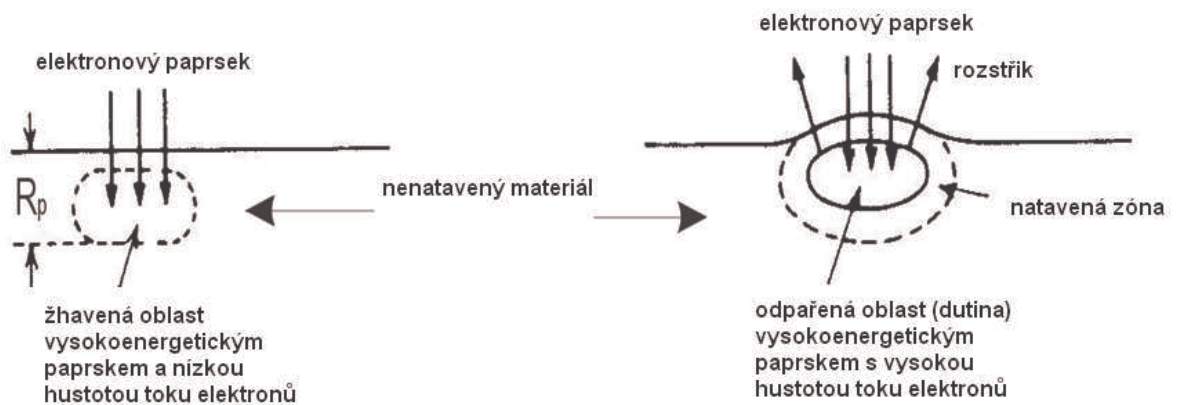 elektronový paprsek
R_p
žhavená oblast
vysokoenergetickým
paprskem a nízkou
hustotou toku elektronů
nenatavený materiál
elektronový paprsek
rozstřik
natavená zóna
odpařená oblast (dutina)
vysokoenergetickým
paprskem s vysokou
hustotou toku elektronů